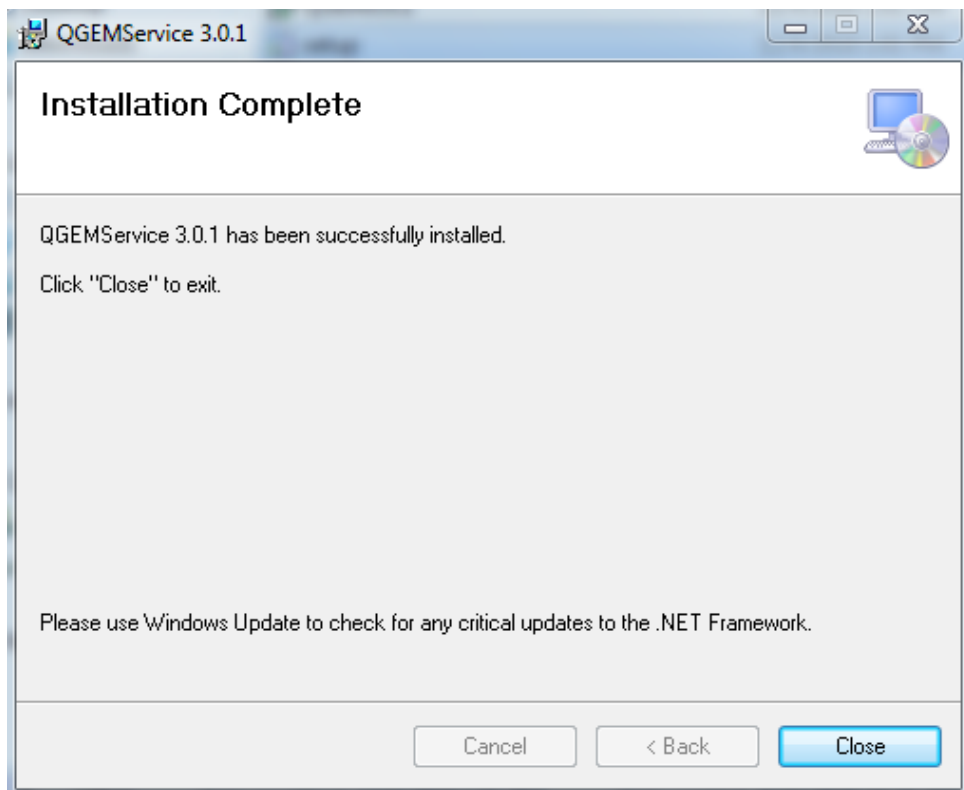 QGEMService 3.0.1
Installation Complete
QGEMService 3.0.1 has been successfully installed.
Click "Close" to exit.
Please use Windows Update to check for any critical updates to the .NET Framework.
Cancel
< Back
Close